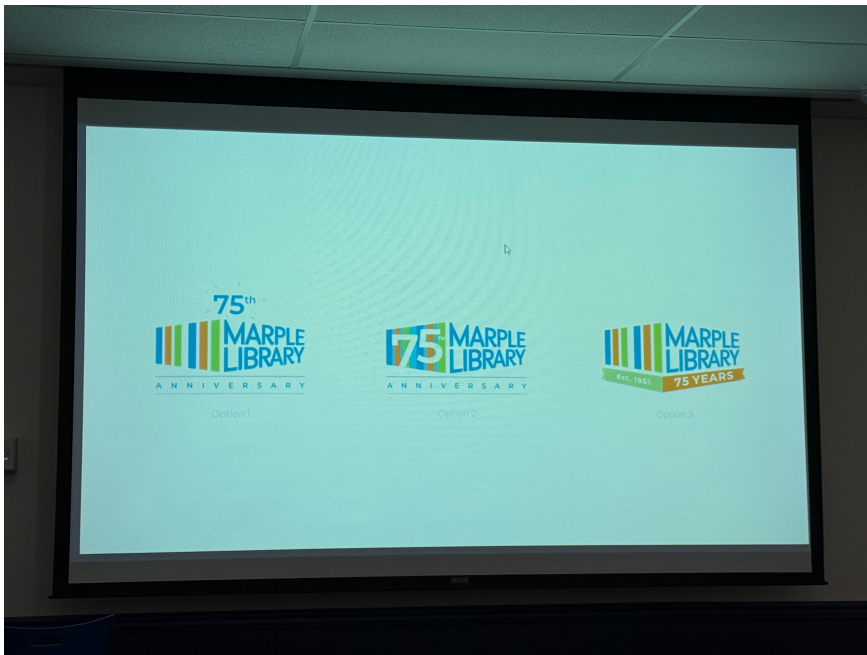 75th
MARPLE
LIBRARY
ANNIVERSARY
Option 1
75TH
MARPLE
LIBRARY
ANNIVERSARY
Option 2
MARPLE
LIBRARY
Est. 1951
75 YEARS
Option 3